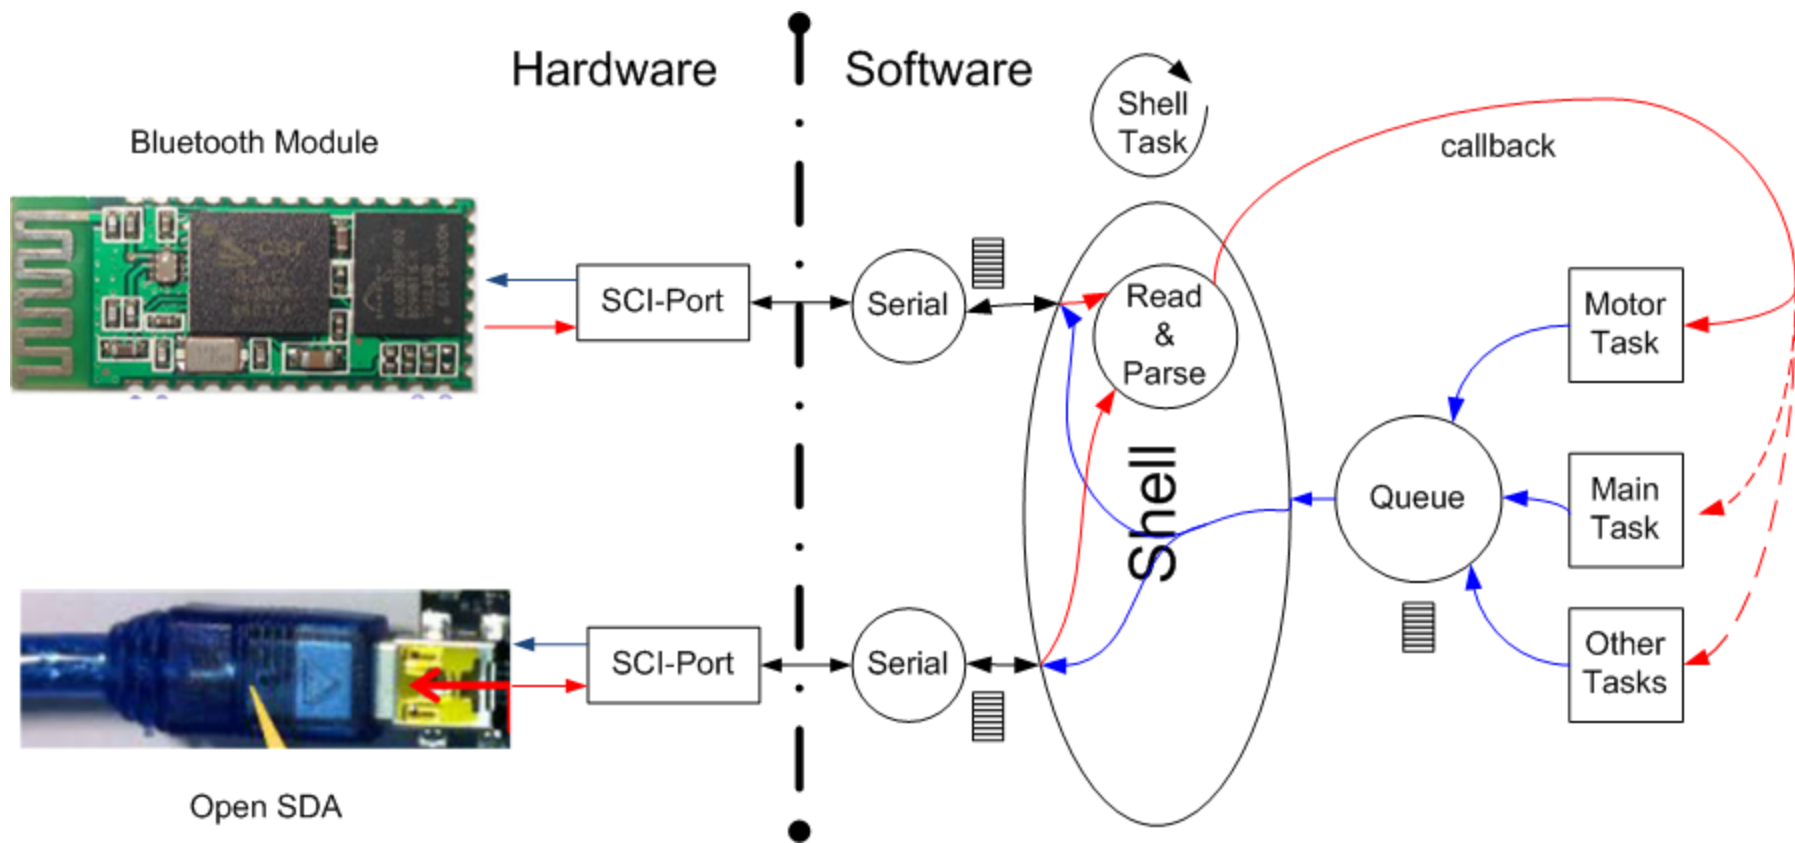 Hardware
Software
Bluetooth Module
Shell
Task
callback
csr
SCI-Port
Serial
Read
&
Parse
Motor
Task
Shell
Queue
Main
Task
SCI-Port
Serial
Other
Tasks
Open SDA